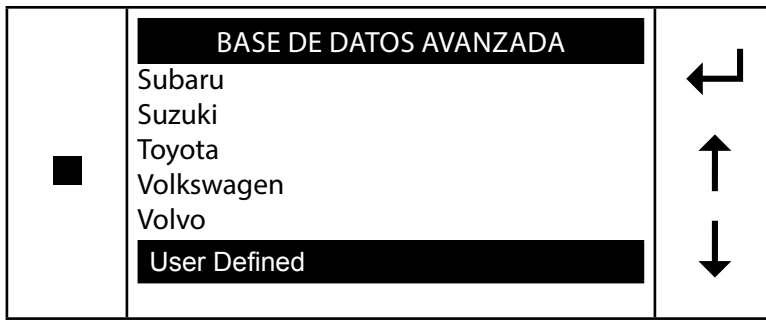 BASE DE DATOS AVANZADA
Subaru
Suzuki
Toyota
Volkswagen
Volvo
User Defined